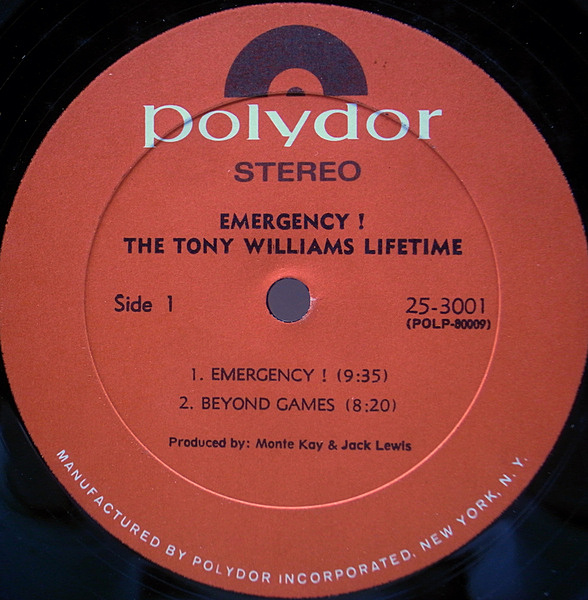 polydor
STEREO
EMERGENCY !
THE TONY WILLIAMS LIFETIME
Side 1
25-3001
(POLP-80009)
1. EMERGENCY ! (9:35)
2. BEYOND GAMES (8:20)
Produced by: Monte Kay & Jack Lewis
MANUFACTURED BY POLYDOR INCORPORATED, NEW YORK, N.Y.